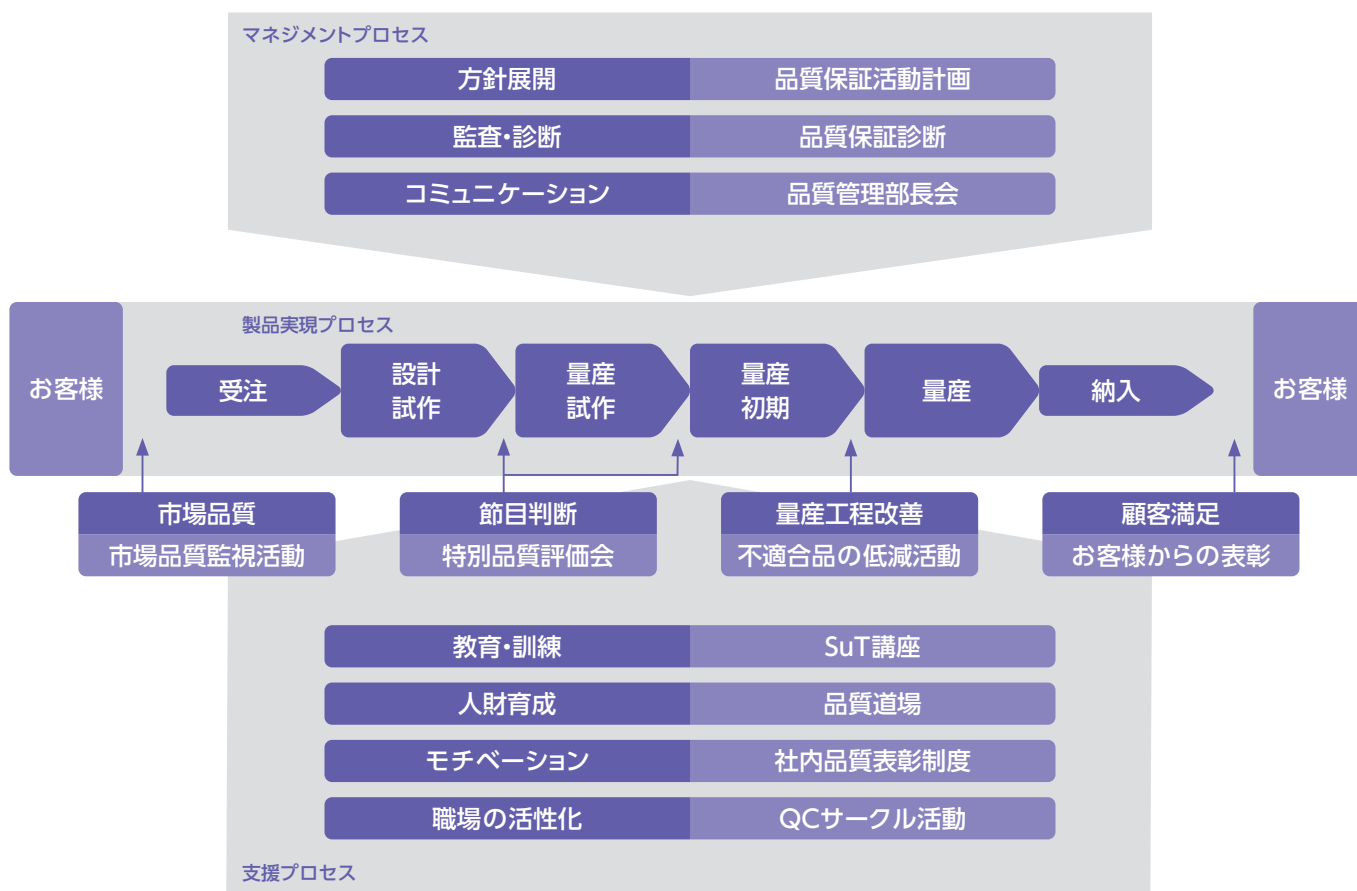 マネジメントプロセス
方針展開 品質保証活動計画
監査・診断 品質保証診断
コミュニケーション 品質管理部長会
製品実現プロセス
お客様
受注
設計
試作
量産
試作
量産
初期
量産
納入
お客様
市場品質
市場品質監視活動
節目判断
特別品質評価会
量産工程改善
不適合品の低減活動
顧客満足
お客様からの表彰
教育・訓練 SuT講座
人財育成 品質道場
モチベーション 社内品質表彰制度
職場の活性化 QCサークル活動
支援プロセス